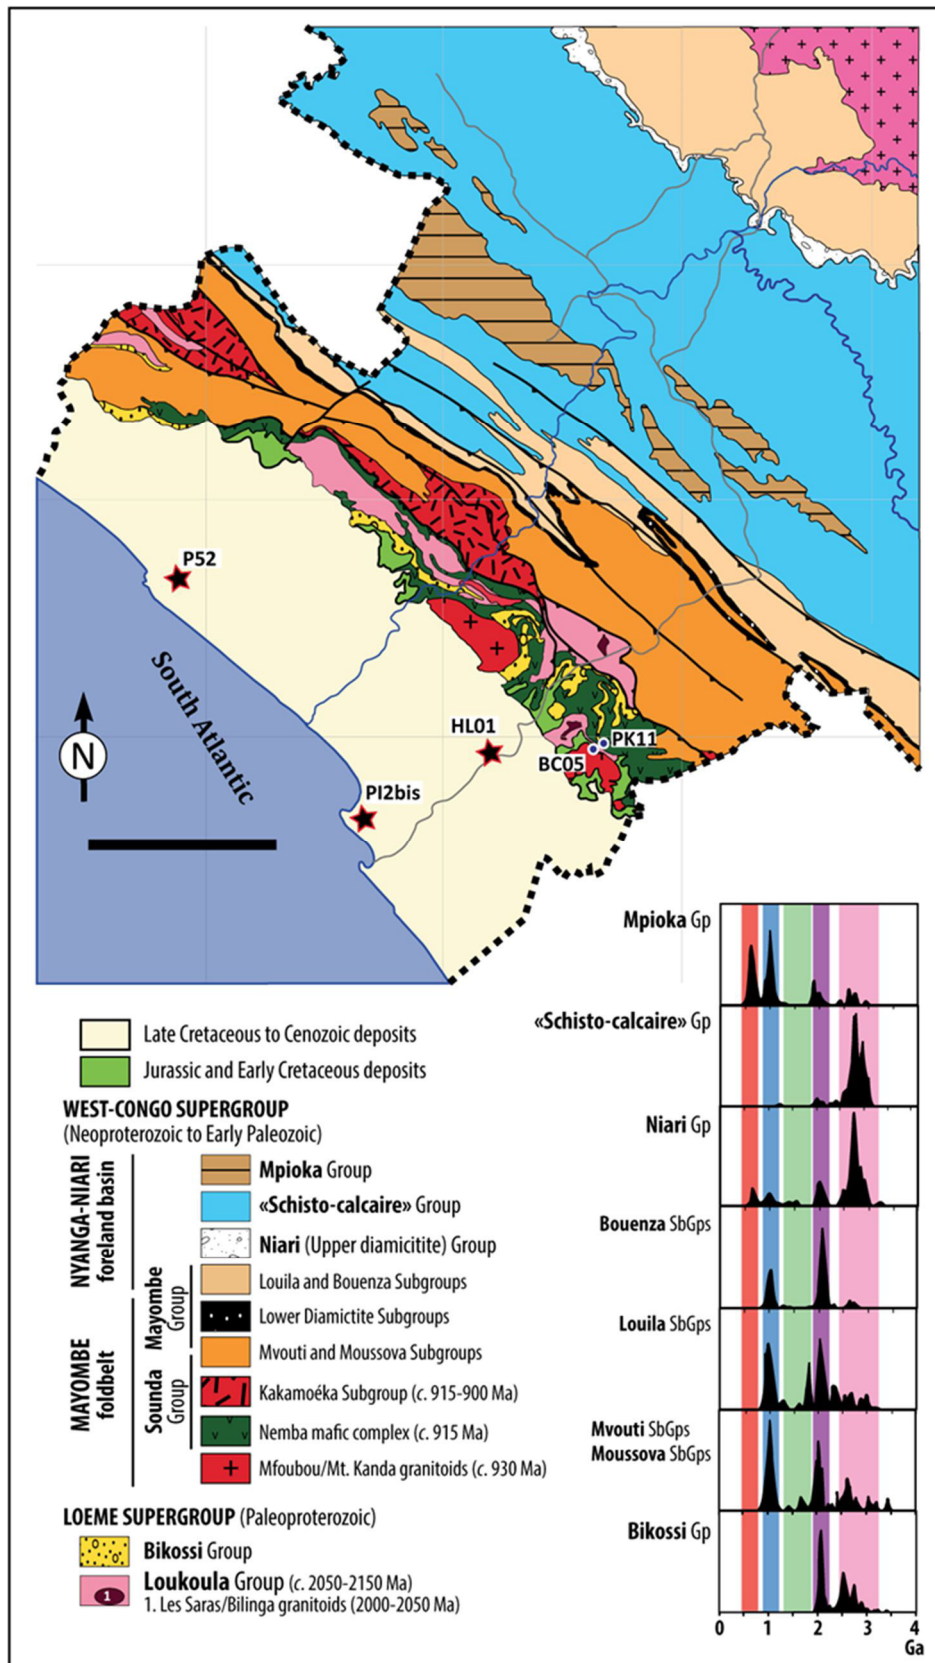 P52
South Atlantic
N
HL01
PK11
BC05
PI2bis
Mpioka Gp
«Schisto-calcaire» Gp
Niari Gp
Bouenza SbGps
Louila SbGps
Mvouti SbGps
Moussova SbGps
Bikossi Gp
0 1 2 3 4
Ga
Late Cretaceous to Cenozoic deposits
Jurassic and Early Cretaceous deposits
WEST-CONGO SUPERGROUP
(Neoproterozoic to Early Paleozoic)
NYANGA-NIARI
foreland basin
MAYOMBE
foldbelt
Mayombe
Group
Sounda
Group
Mpioka Group
«Schisto-calcaire» Group
Niari (Upper diamicitite) Group
Louila and Bouenza Subgroups
Lower Diamictite Subgroups
Mvouti and Moussova Subgroups
Kakamoéka Subgroup (c. 915-900 Ma)
Nemba mafic complex (c. 915 Ma)
Mfoubou/Mt. Kanda granitoids (c. 930 Ma)
LOEME SUPERGROUP (Paleoproterozoic)
Bikossi Group
1
Loukoula Group (c. 2050-2150 Ma)
1. Les Saras/Bilinga granitoids (2000-2050 Ma)